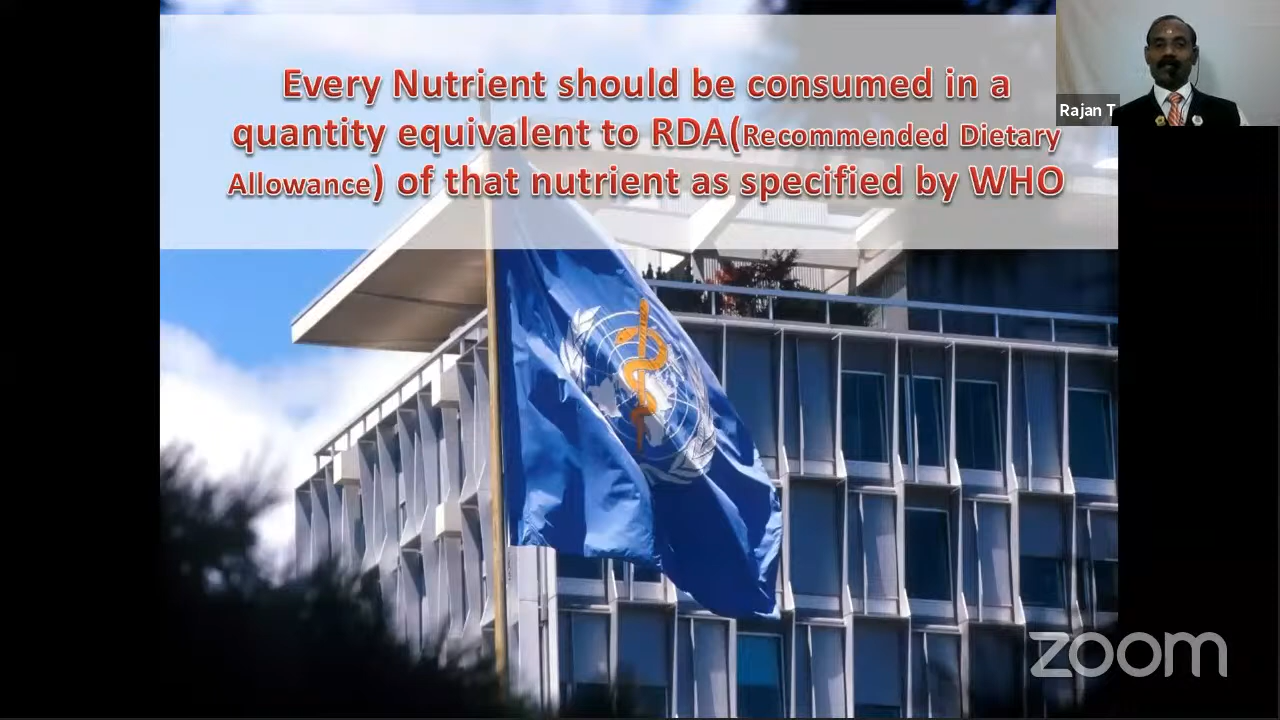 Every Nutrient should be consumed in a
quantity equivalent to RDA(Recommended Dietary
Allowance) of that nutrient as specified by WHO
Rajan T
zoom